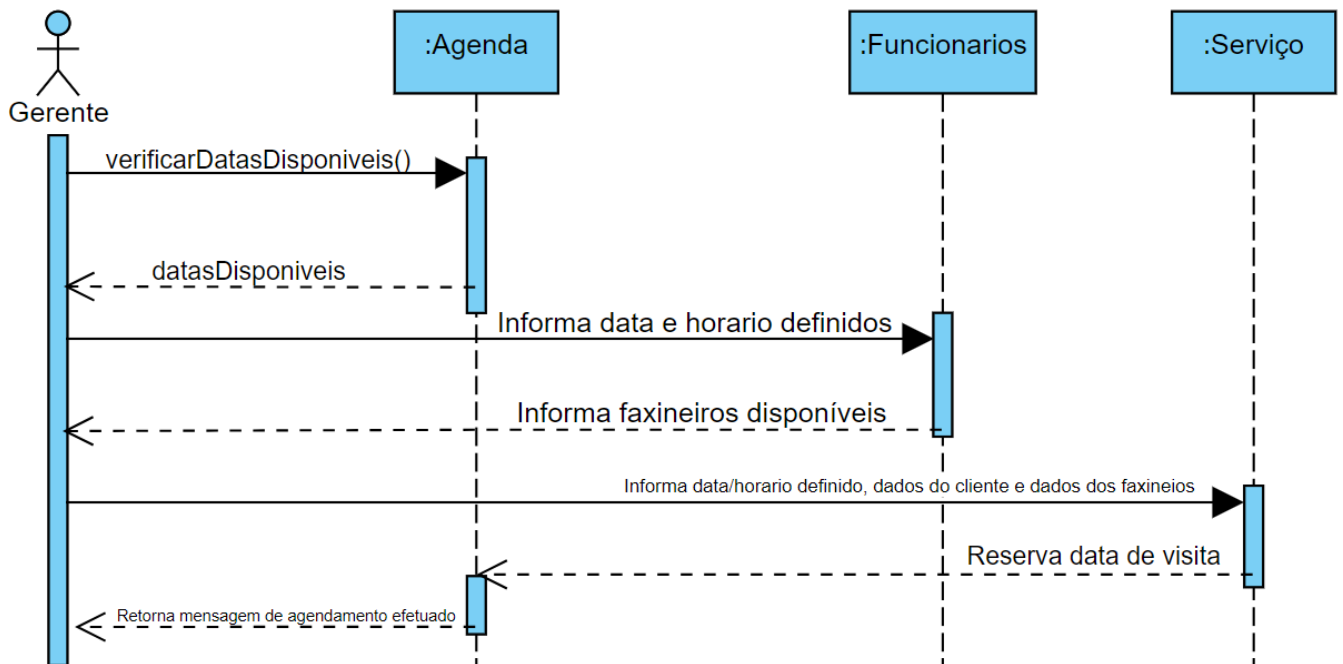 :Agenda
:Funcionarios
:Serviço
Gerente
verificarDatasDisponiveis()
datasDisponiveis
Informa data e horario definidos
Informa faxineiros disponíveis
Informa data/horario definido, dados do cliente e dados dos faxineios
Reserva data de visita
Retorna mensagem de agendamento efetuado